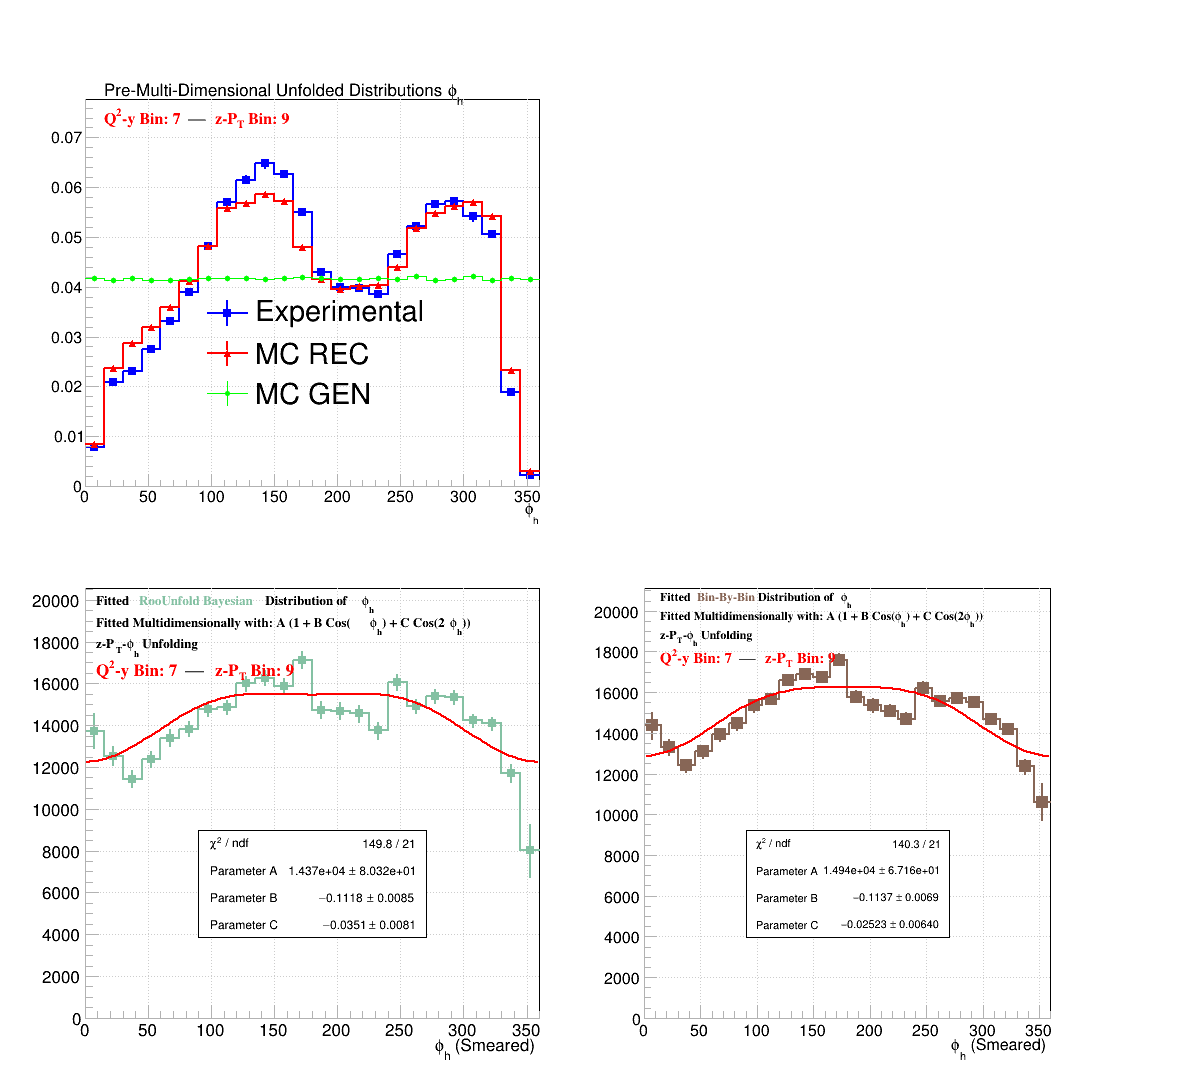 Pre-Multi-Dimensional Unfolded Distributions ϕh
Q²-y Bin: 7 — z-PT Bin: 9
0.07
0.06
0.05
0.04
0.03
0.02
0.01
0
Experimental
MC REC
MC GEN
0 50 100 150 200 250 300 350
ϕh
Fitted RooUnfold Bayesian Distribution of ϕh
Fitted Multidimensionally with: A (1 + B Cos( ϕh) + C Cos(2 ϕh))
z-PT-ϕh Unfolding
Q²-y Bin: 7 — z-PT Bin: 9
20000
18000
16000
14000
12000
10000
8000
6000
4000
2000
0
χ² / ndf 149.8 / 21
Parameter A 1.437e+04 ± 8.032e+01
Parameter B −0.1118 ± 0.0085
Parameter C −0.0351 ± 0.0081
0 50 100 150 200 250 300 350
ϕh (Smeared)
Fitted Bin-By-Bin Distribution of ϕh
Fitted Multidimensionally with: A (1 + B Cos(ϕh) + C Cos(2ϕh))
z-PT-ϕh Unfolding
Q²-y Bin: 7 — z-PT Bin: 9
20000
18000
16000
14000
12000
10000
8000
6000
4000
2000
0
χ² / ndf 140.3 / 21
Parameter A 1.494e+04 ± 6.716e+01
Parameter B −0.1137 ± 0.0069
Parameter C −0.02523 ± 0.00640
0 50 100 150 200 250 300 350
ϕh (Smeared)